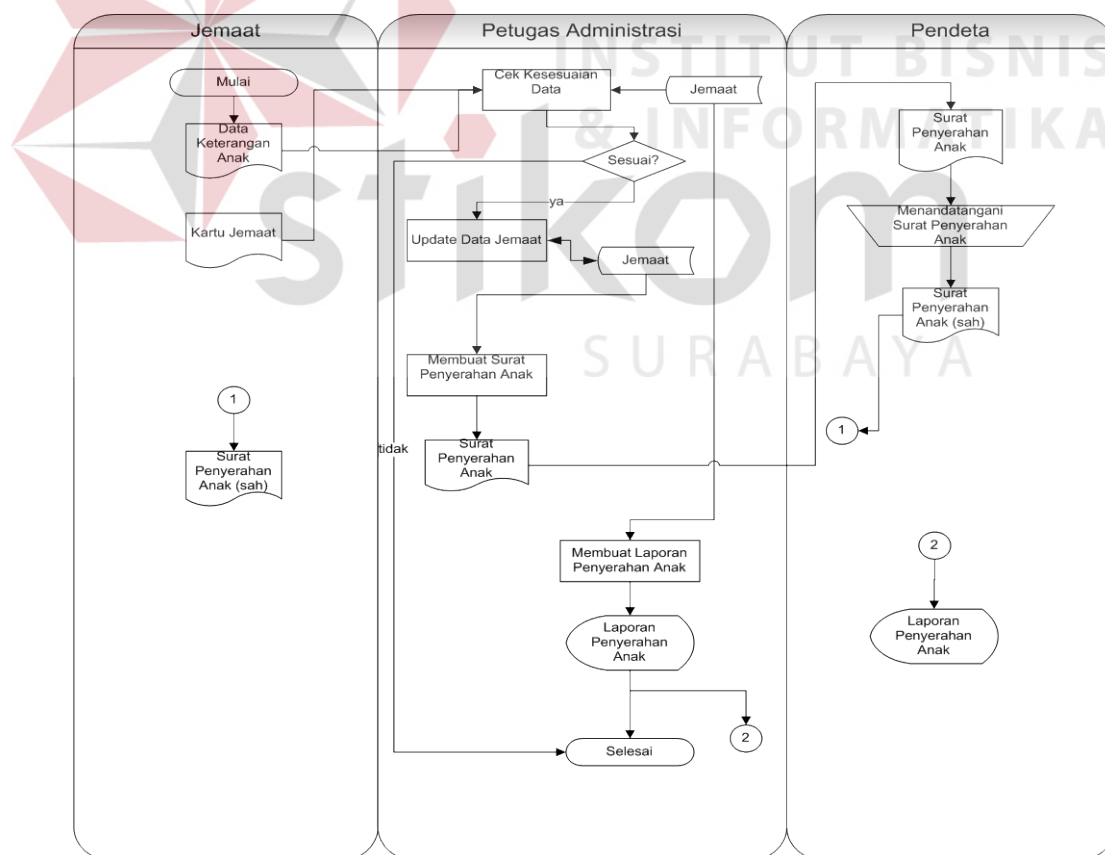 Jemaat
Petugas Administrasi
Pendeta
INSTITUT BISNIS
& INFORMATIKA
stikom
SURABAYA
Mulai
Data
Keterangan
Anak
Kartu Jemaat
1
Surat
Penyerahan
Anak (sah)
Cek Kesesuaian
Data
Jemaat
Sesuai?
ya
Update Data Jemaat
Jemaat
Membuat Surat
Penyerahan Anak
tidak
Surat
Penyerahan
Anak
Membuat Laporan
Penyerahan Anak
Laporan
Penyerahan
Anak
2
Selesai
Surat
Penyerahan
Anak
Menandatangani
Surat Penyerahan
Anak
Surat
Penyerahan
Anak (sah)
1
2
Laporan
Penyerahan
Anak